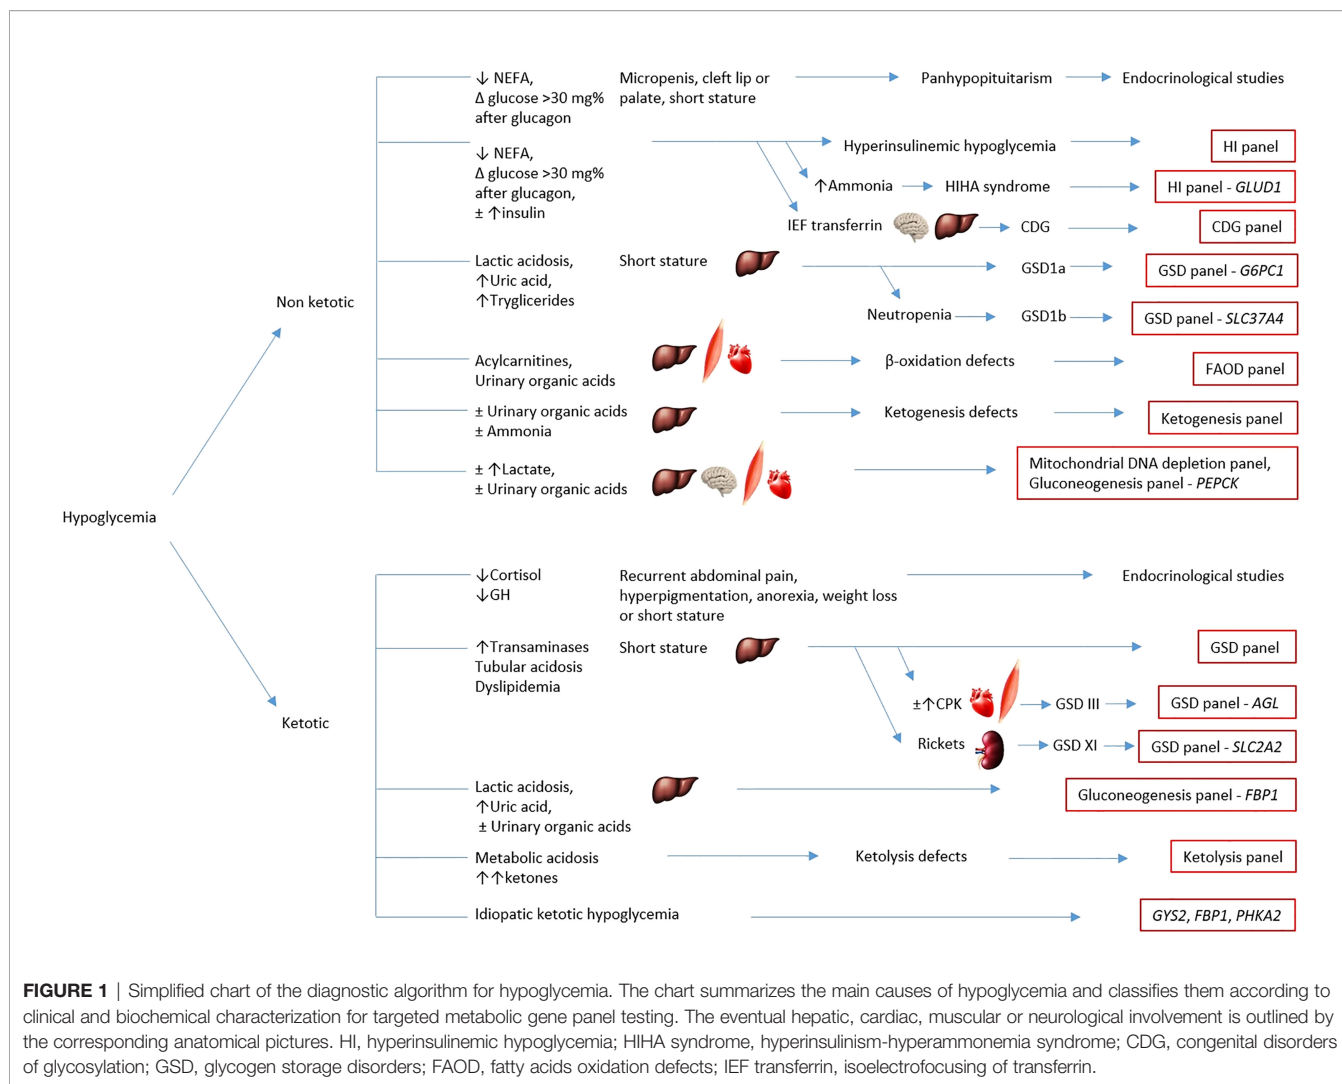 ↓ NEFA,
Δ glucose >30 mg%
after glucagon
Micropenis, cleft lip or
palate, short stature
Panhypopituitarism
Endocrinological studies
↓ NEFA,
Δ glucose >30 mg%
after glucagon,
± ↑insulin
Hyperinsulinemic hypoglycemia
HI panel
↑Ammonia
HIHA syndrome
HI panel - GLUD1
IEF transferrin
CDG
CDG panel
Non ketotic
Lactic acidosis,
↑Uric acid,
↑Tryglicerides
Short stature
GSD1a
GSD panel - G6PC1
Neutropenia
GSD1b
GSD panel - SLC37A4
Acylcarnitines,
Urinary organic acids
β-oxidation defects
FAOD panel
± Urinary organic acids
± Ammonia
Ketogenesis defects
Ketogenesis panel
± ↑Lactate,
± Urinary organic acids
Mitochondrial DNA depletion panel,
Gluconeogenesis panel - PEPCK
Hypoglycemia
↓Cortisol
↓GH
Recurrent abdominal pain,
hyperpigmentation, anorexia, weight loss
or short stature
Endocrinological studies
↑Transaminases
Tubular acidosis
Dyslipidemia
Short stature
GSD panel
±↑CPK
GSD III
GSD panel - AGL
Ketotic
Rickets
GSD XI
GSD panel - SLC2A2
Lactic acidosis,
↑Uric acid,
± Urinary organic acids
Gluconeogenesis panel - FBP1
Metabolic acidosis
↑↑ketones
Ketolysis defects
Ketolysis panel
Idiopatic ketotic hypoglycemia
GYS2, FBP1, PHKA2
FIGURE 1 | Simplified chart of the diagnostic algorithm for hypoglycemia. The chart summarizes the main causes of hypoglycemia and classifies them according to
clinical and biochemical characterization for targeted metabolic gene panel testing. The eventual hepatic, cardiac, muscular or neurological involvement is outlined by
the corresponding anatomical pictures. HI, hyperinsulinemic hypoglycemia; HIHA syndrome, hyperinsulinism-hyperammonemia syndrome; CDG, congenital disorders
of glycosylation; GSD, glycogen storage disorders; FAOD, fatty acids oxidation defects; IEF transferrin, isoelectrofocusing of transferrin.